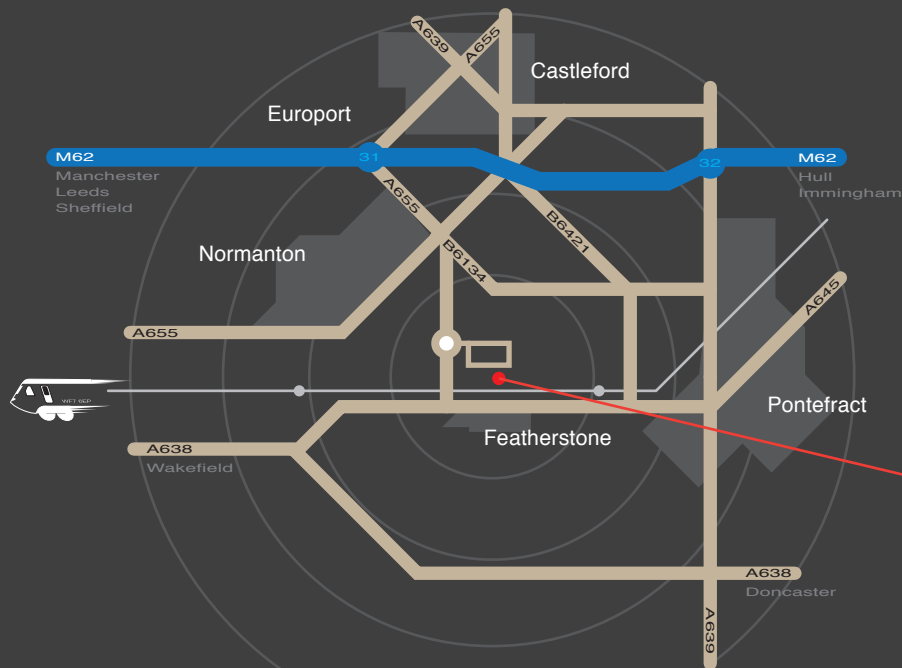 A639
A655
Castleford
Europort
M62
31
32
M62
Manchester
Leeds
Sheffield
Hull
Immingham
A655
B6421
Normanton
B6134
A645
A655
WF7 6EP
Pontefract
Featherstone
A638
Wakefield
A638
Doncaster
A639